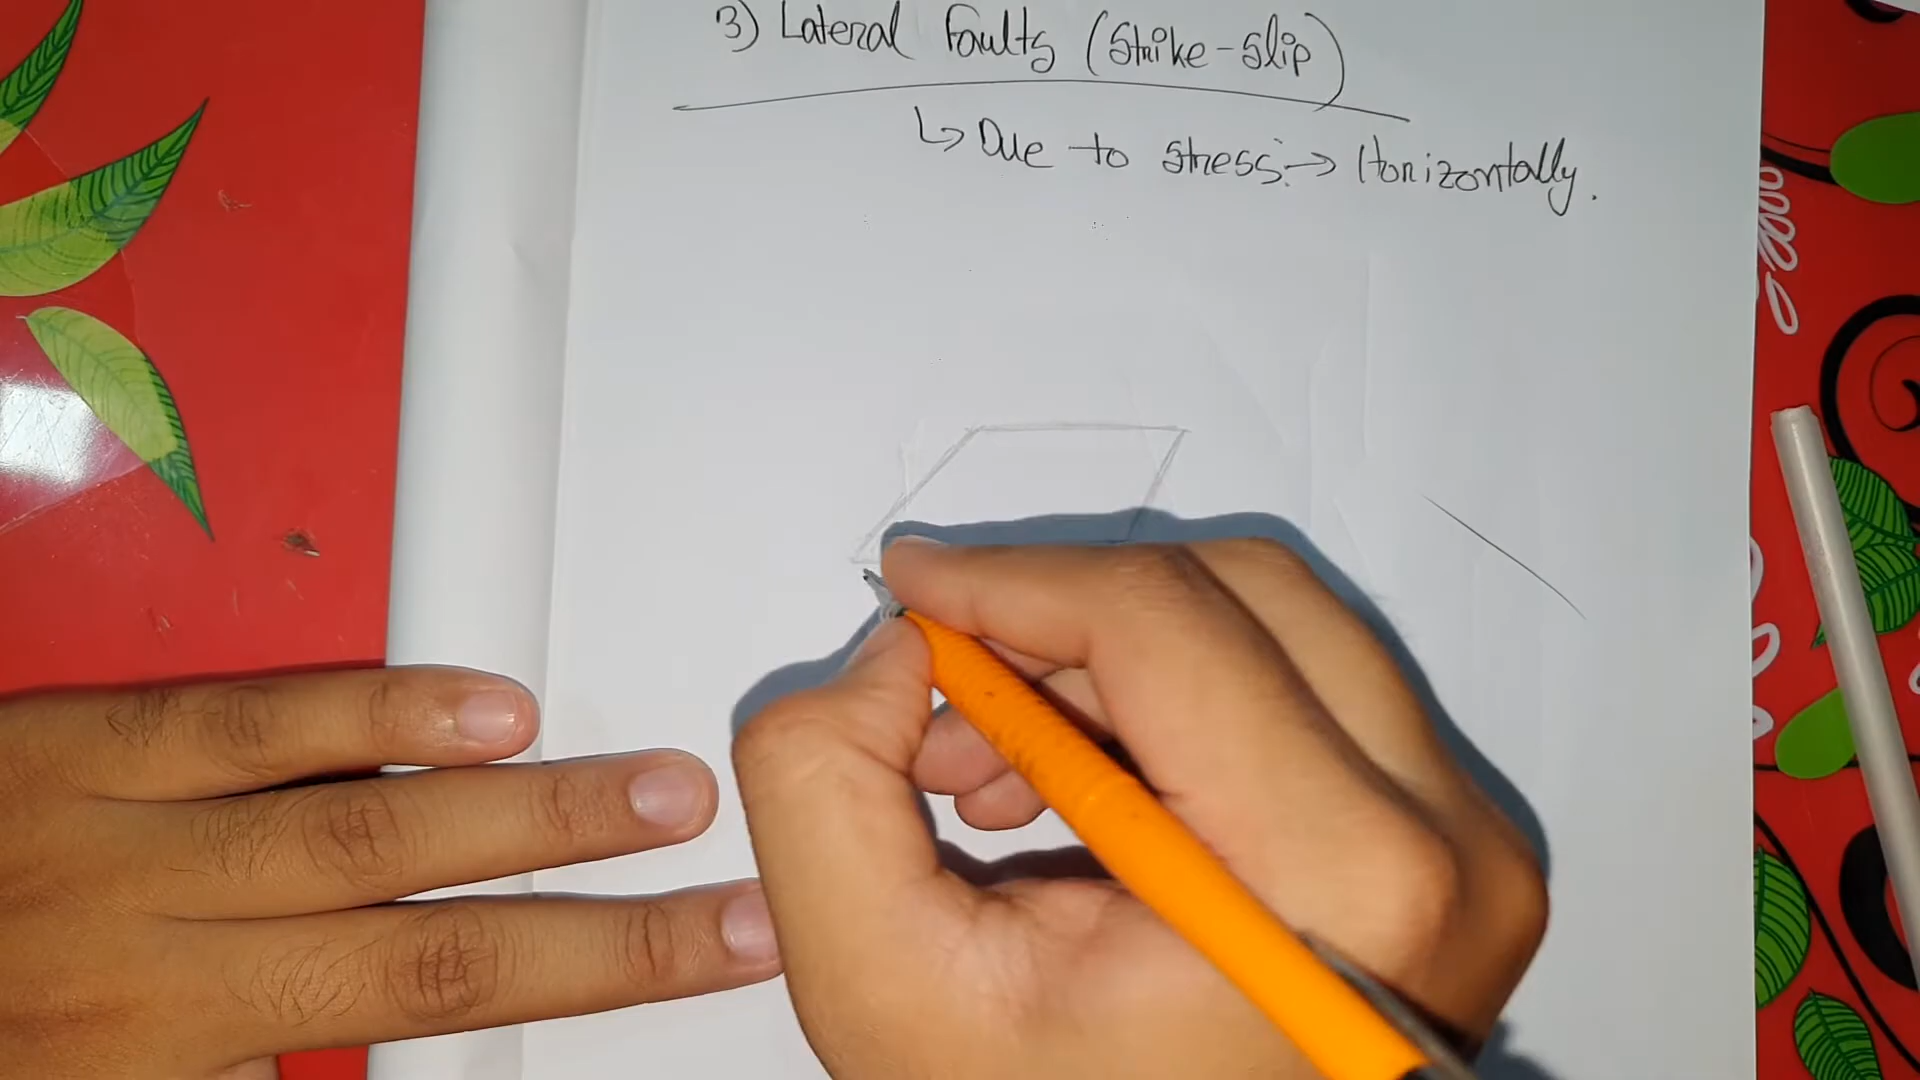 3) Lateral Faults (Strike-slip)
↳ Due to stress:→ Horizontally.